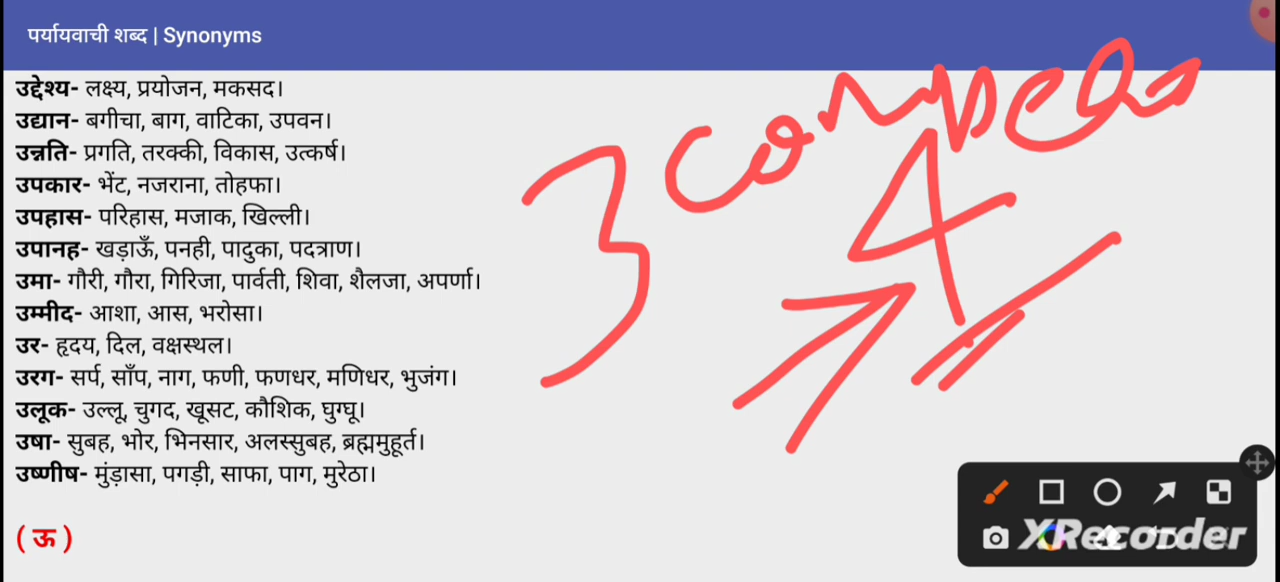 पर्यायवाची शब्द | Synonyms
उद्देश्य- लक्ष्य, प्रयोजन, मकसद।
उद्यान- बगीचा, बाग, वाटिका, उपवन।
उन्नति- प्रगति, तरक्की, विकास, उत्कर्ष।
उपकार- भेंट, नजराना, तोहफा।
उपहास- परिहास, मजाक, खिल्ली।
उपानह- खड़ाऊँ, पनही, पादुका, पदत्राण।
उमा- गौरी, गौरा, गिरिजा, पार्वती, शिवा, शैलजा, अपर्णा।
उम्मीद- आशा, आस, भरोसा।
उर- हृदय, दिल, वक्षस्थल।
उरग- सर्प, साँप, नाग, फणी, फणधर, मणिधर, भुजंग।
उलूक- उल्लू, चुगद, खूसट, कौशिक, घुग्घू।
उषा- सुबह, भोर, भिनसार, अलस्सुबह, ब्रह्ममुहूर्त।
उष्णीष- मुंड़ासा, पगड़ी, साफा, पाग, मुरेठा।
( ऊ )
3
4
XRecorder